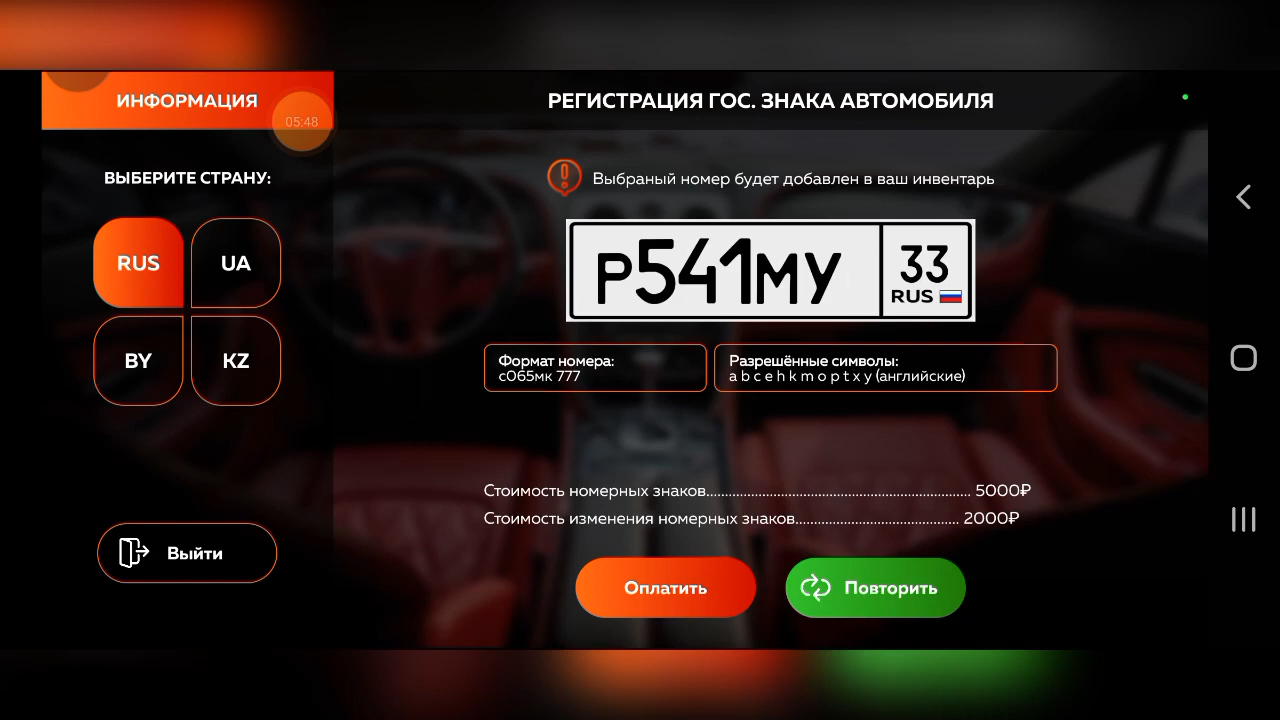 ИНФОРМАЦИЯ
05:48
ВЫБЕРИТЕ СТРАНУ:
RUS
UA
BY
KZ
Выйти
РЕГИСТРАЦИЯ ГОС. ЗНАКА АВТОМОБИЛЯ
Выбраный номер будет добавлен в ваш инвентарь
Р541МУ
33
RUS
Формат номера:
с065мк 777
Разрешённые символы:
a b c e h k m o p t x y (английские)
Стоимость номерных знаков.................................................................... 5000₽
Стоимость изменения номерных знаков.......................................... 2000₽
Оплатить
Повторить